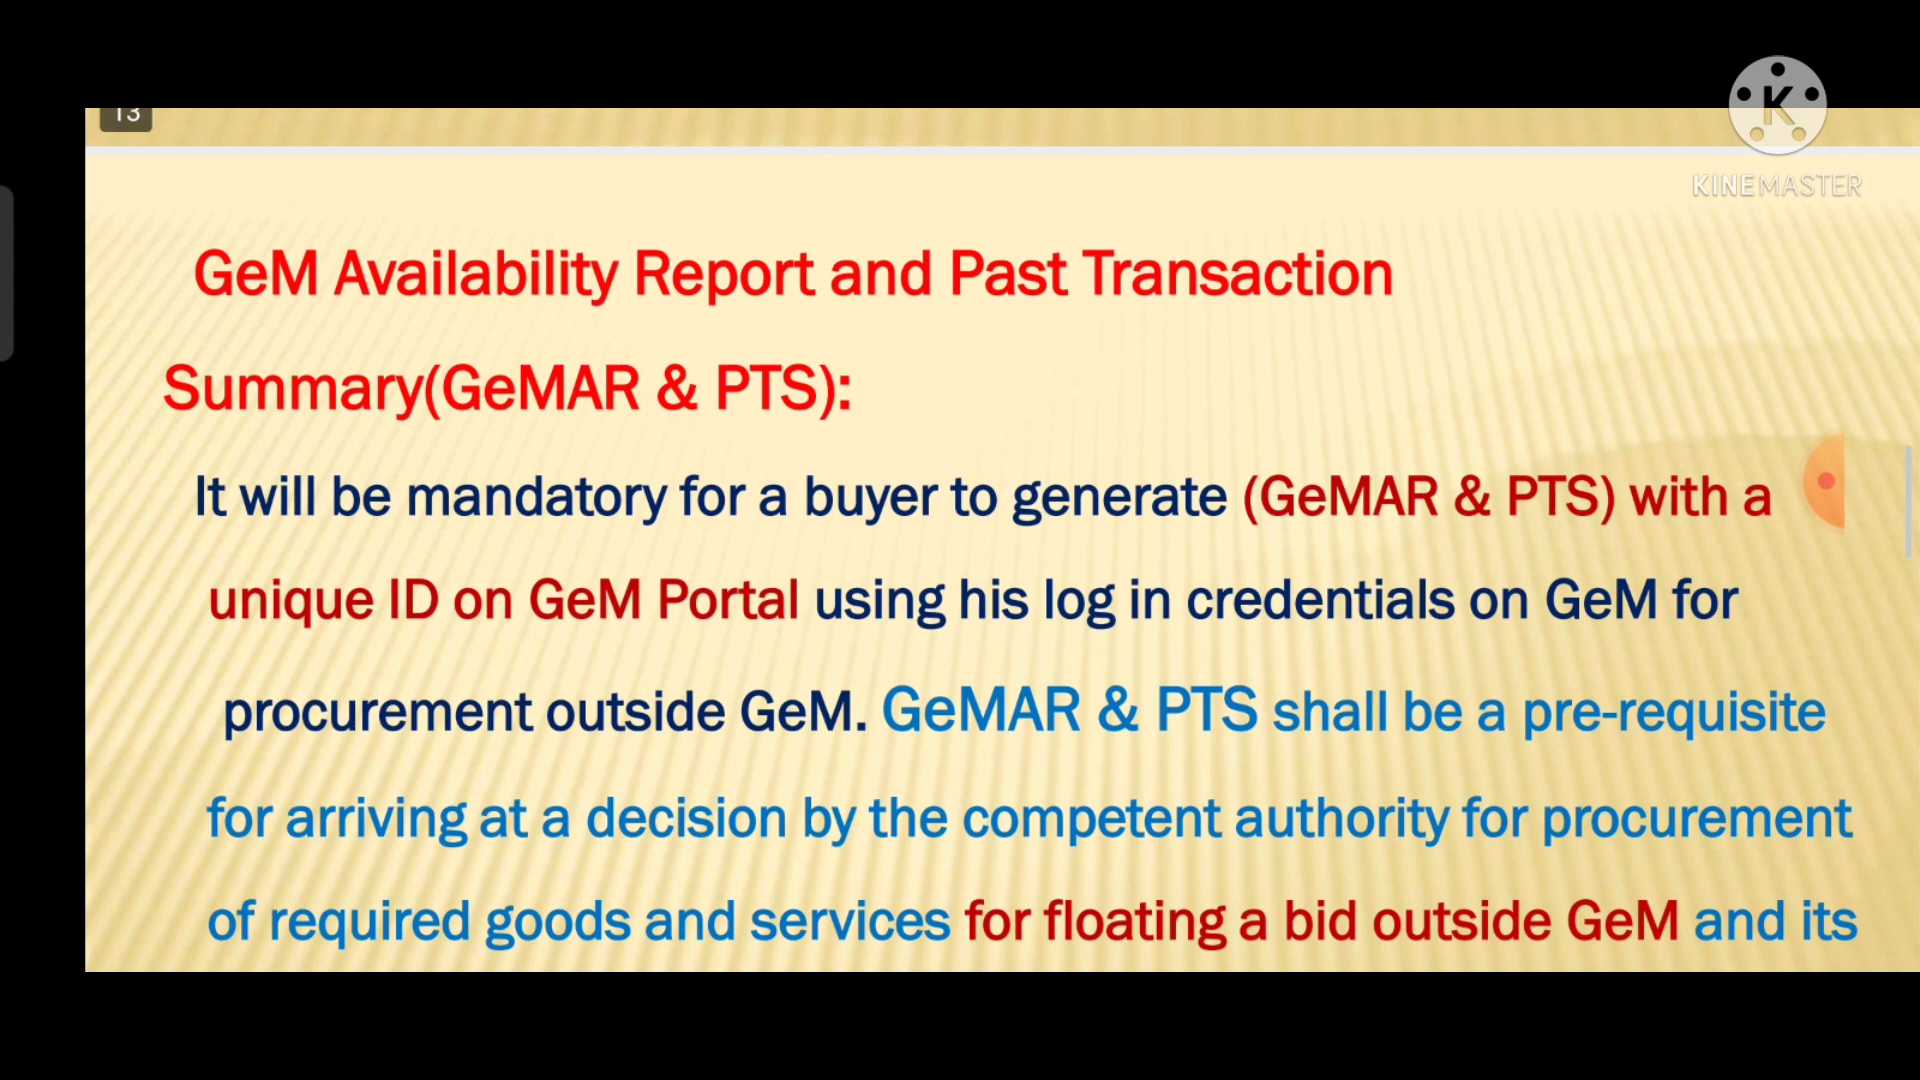 13
K
KINEMASTER
GeM Availability Report and Past Transaction
Summary(GeMAR & PTS):
It will be mandatory for a buyer to generate (GeMAR & PTS) with a
unique ID on GeM Portal using his log in credentials on GeM for
procurement outside GeM. GeMAR & PTS shall be a pre-requisite
for arriving at a decision by the competent authority for procurement
of required goods and services for floating a bid outside GeM and its